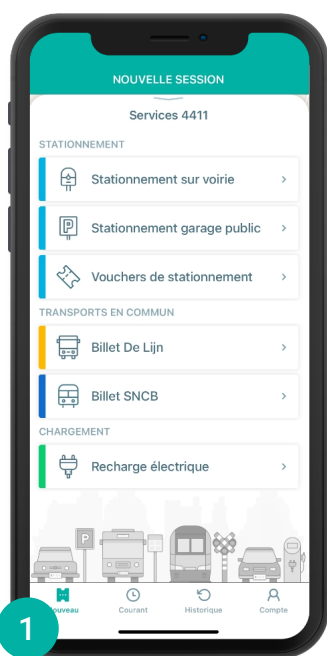 NOUVELLE SESSION
Services 4411
STATIONNEMENT
Stationnement sur voirie
P
Stationnement garage public
Vouchers de stationnement
TRANSPORTS EN COMMUN
Billet De Lijn
Billet SNCB
CHARGEMENT
Recharge électrique
P
Nouveau Courant Historique Compte
1